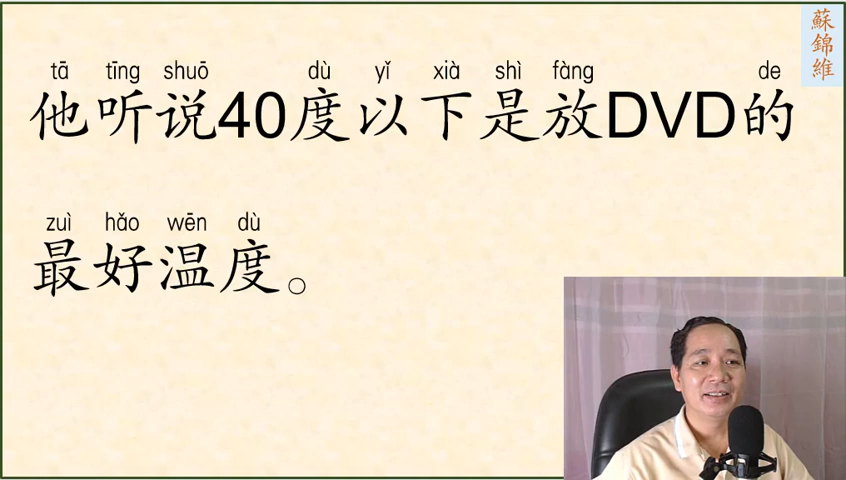 tā tīng shuō dù yǐ xià shì fàng de
他听说40度以下是放DVD的
zuì hǎo wēn dù
最好温度。
蘇錦維